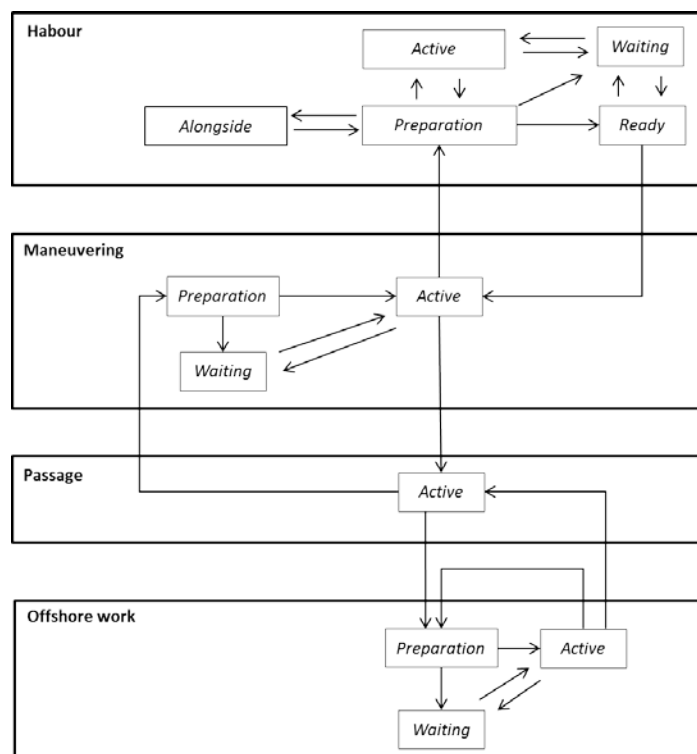 Habour
Active
Waiting
Alongside
Preparation
Ready
Maneuvering
Preparation
Active
Waiting
Passage
Active
Offshore work
Preparation
Active
Waiting